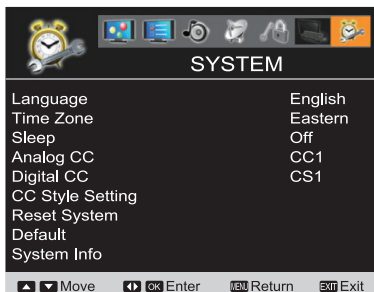 SYSTEM
Language English
Time Zone Eastern
Sleep Off
Analog CC CC1
Digital CC CS1
CC Style Setting
Reset System
Default
System Info
Move OK Enter MENU Return EXIT Exit